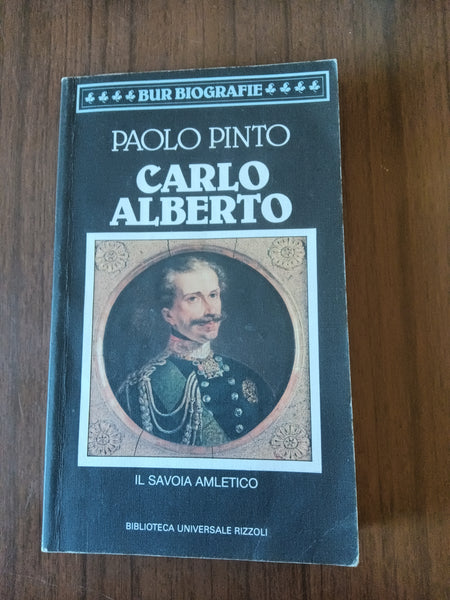 BUR BIOGRAFIE
PAOLO PINTO
CARLO
ALBERTO
IL SAVOIA AMLETICO
BIBLIOTECA UNIVERSALE RIZZOLI